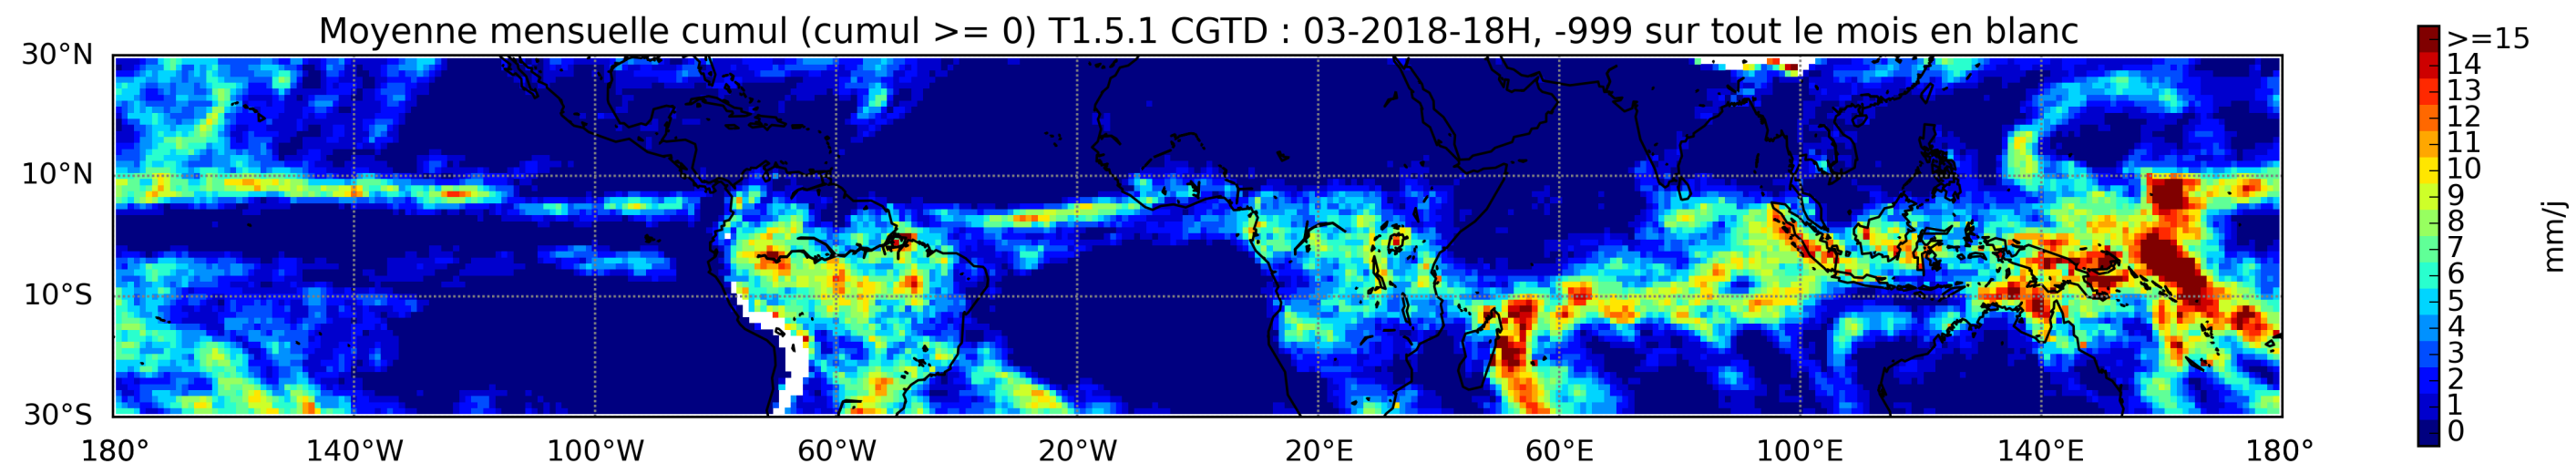 Moyenne mensuelle cumul (cumul >= 0) T1.5.1 CGTD : 03-2018-18H, -999 sur tout le mois en blanc
30°N
10°N
10°S
30°S
180° 140°W 100°W 60°W 20°W 20°E 60°E 100°E 140°E 180°
>=15
14
13
12
11
10
9
8
7
6
5
4
3
2
1
0
mm/j